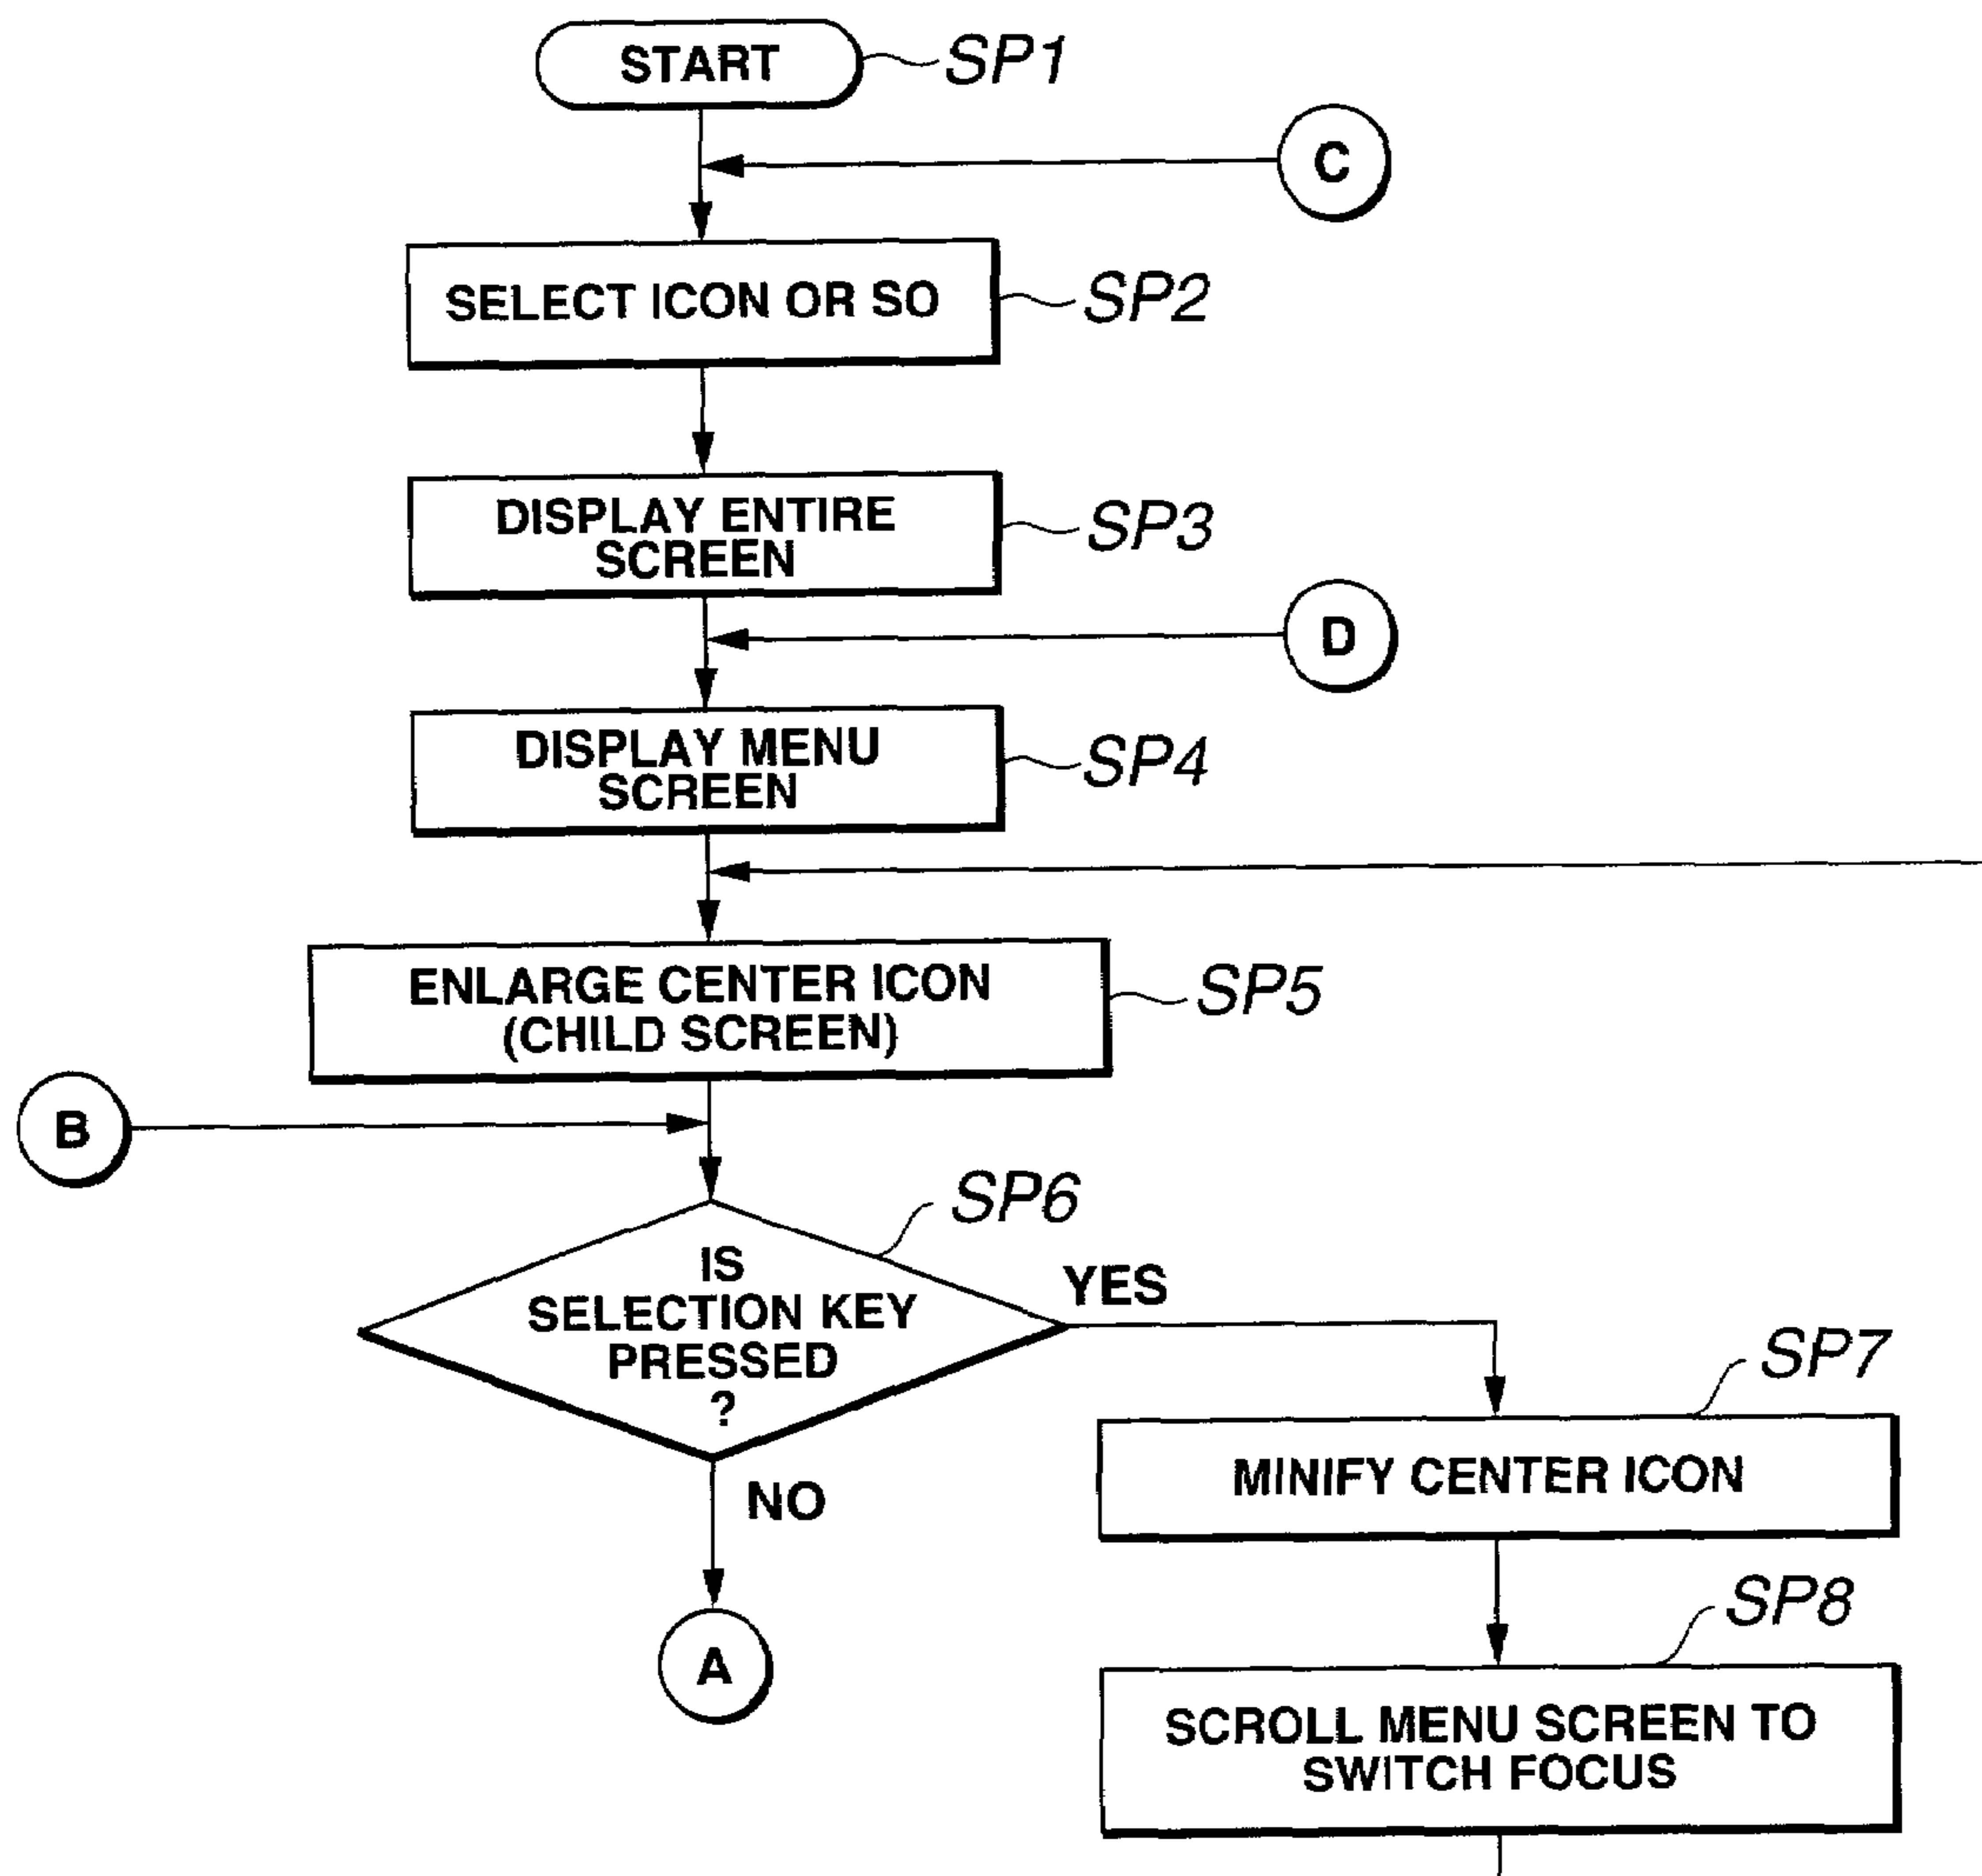 START
SP1
C
SELECT ICON OR SO
SP2
DISPLAY ENTIRE
SCREEN
SP3
D
DISPLAY MENU
SCREEN
SP4
ENLARGE CENTER ICON
(CHILD SCREEN)
SP5
B
SP6
IS
SELECTION KEY
PRESSED
?
YES
NO
A
SP7
MINIFY CENTER ICON
SP8
SCROLL MENU SCREEN TO
SWITCH FOCUS